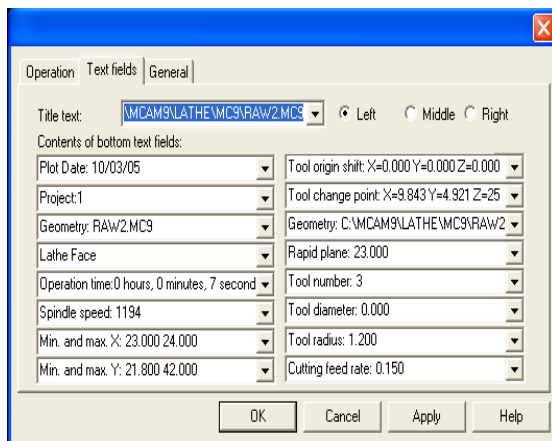 Operation Text fields General
Title text: \MCAM9\LATHE\MC9\RAW2.MC9 Left Middle Right
Contents of bottom text fields:
Plot Date: 10/03/05 Tool origin shift: X=0.000 Y=0.000 Z=0.000
Project:1 Tool change point: X=9.843 Y=4.921 Z=25
Geometry: RAW2.MC9 Geometry: C:\MCAM9\LATHE\MC9\RAW2
Lathe Face Rapid plane: 23.000
Operation time:0 hours, 0 minutes, 7 second Tool number: 3
Spindle speed: 1194 Tool diameter: 0.000
Min. and max. X: 23.000 24.000 Tool radius: 1.200
Min. and max. Y: 21.800 42.000 Cutting feed rate: 0.150
OK Cancel Apply Help